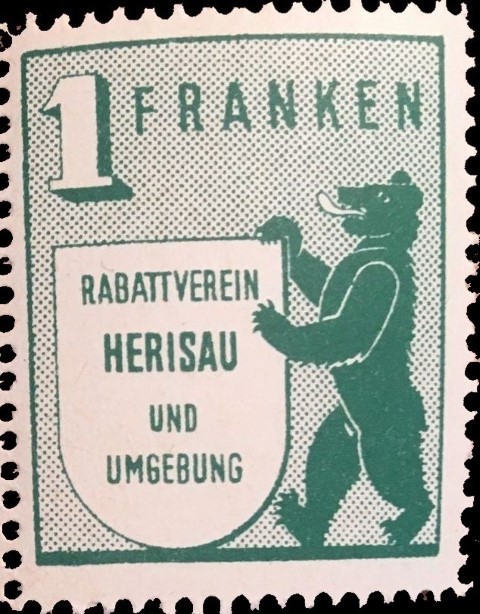 1 FRANKEN
RABATTVEREIN
HERISAU
UND
UMGEBUNG